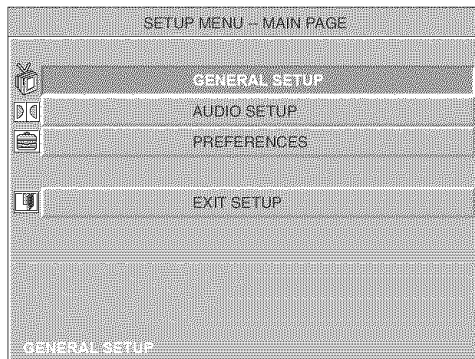 SETUP MENU – MAIN PAGE
GENERAL SETUP
AUDIO SETUP
PREFERENCES
EXIT SETUP
GENERAL SETUP